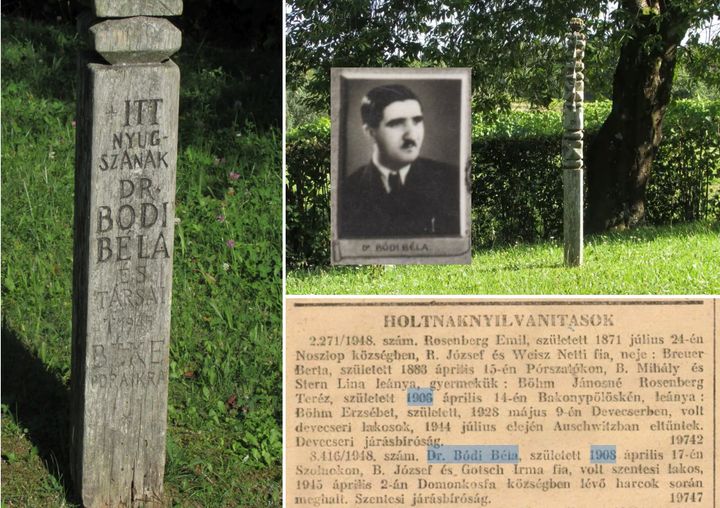 + ITT
NYUG-
SZANAK
DR
BÓDI
BÉLA
ÉS
TÁRSAI
BÉKE
PORAIKRA
Dr. BÓDI BÉLA.
HOLTNAKNYILVANITASOK
2.271/1948. szám. Rosenberg Emil, született 1871 július 24-én
Noszlop községben, R. József és Weisz Netti fia, neje : Breuer
Berta, született 1883 április 15-én Pórszalókon, B. Mihály és
Stern Lina leánya, gyermekük : Böhm Jánosné Rosenberg
Teréz, született 1906 április 14-én Bakonypölöskén, leánya :
Böhm Erzsébet, született, 1928 május 9-én Devecserben, volt
devecseri lakosok, 1944 július elején Auschwitzban eltüntek.
Devecseri járásbíróság. 19742
8.416/1948. szám. Dr. Bódi Béla, született 1908 április 17-én
Szolnokon, B. József és Gotsch Irma fia, volt szentesi lakos,
1945 április 2-án Domonkosfa községben lévő harcok során
meghalt. Szentesi járásbíróság. 19747